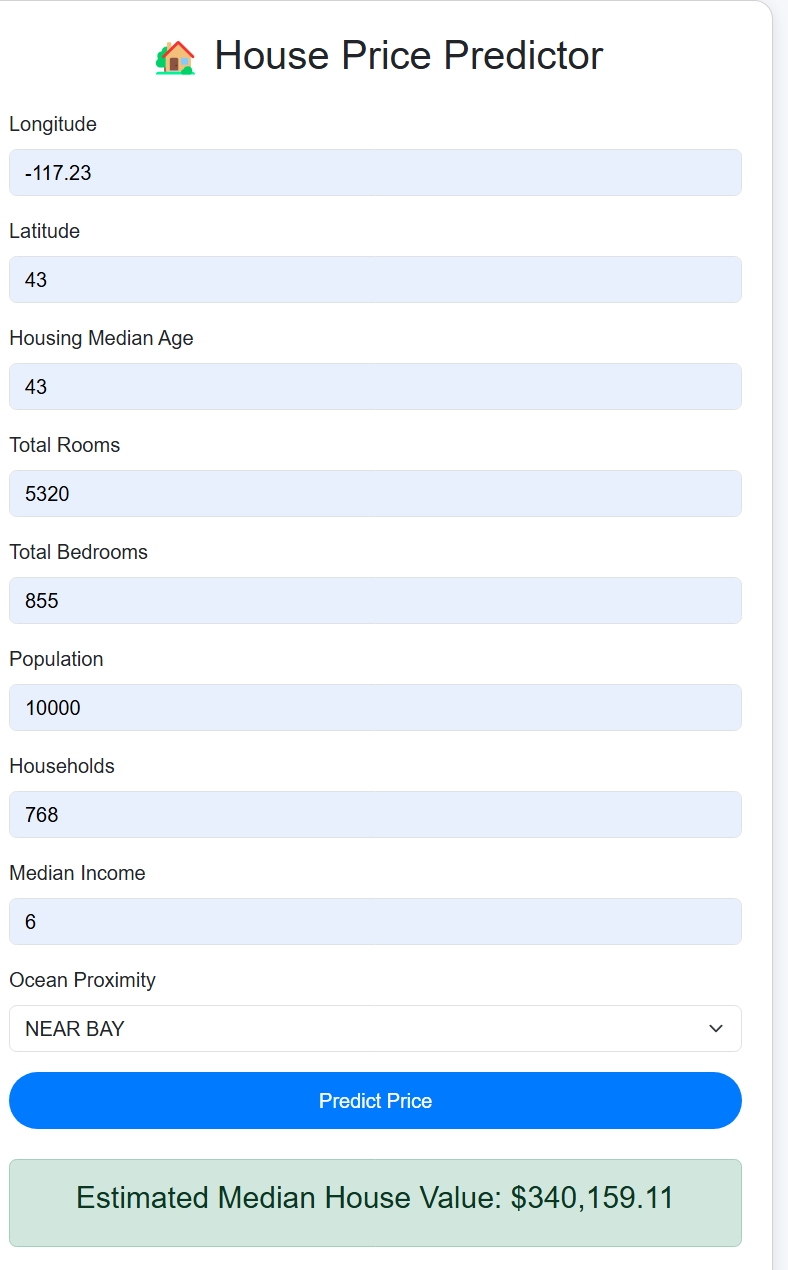 House Price Predictor
Longitude
-117.23
Latitude
43
Housing Median Age
43
Total Rooms
5320
Total Bedrooms
855
Population
10000
Households
768
Median Income
6
Ocean Proximity
NEAR BAY
Predict Price
Estimated Median House Value: $340,159.11